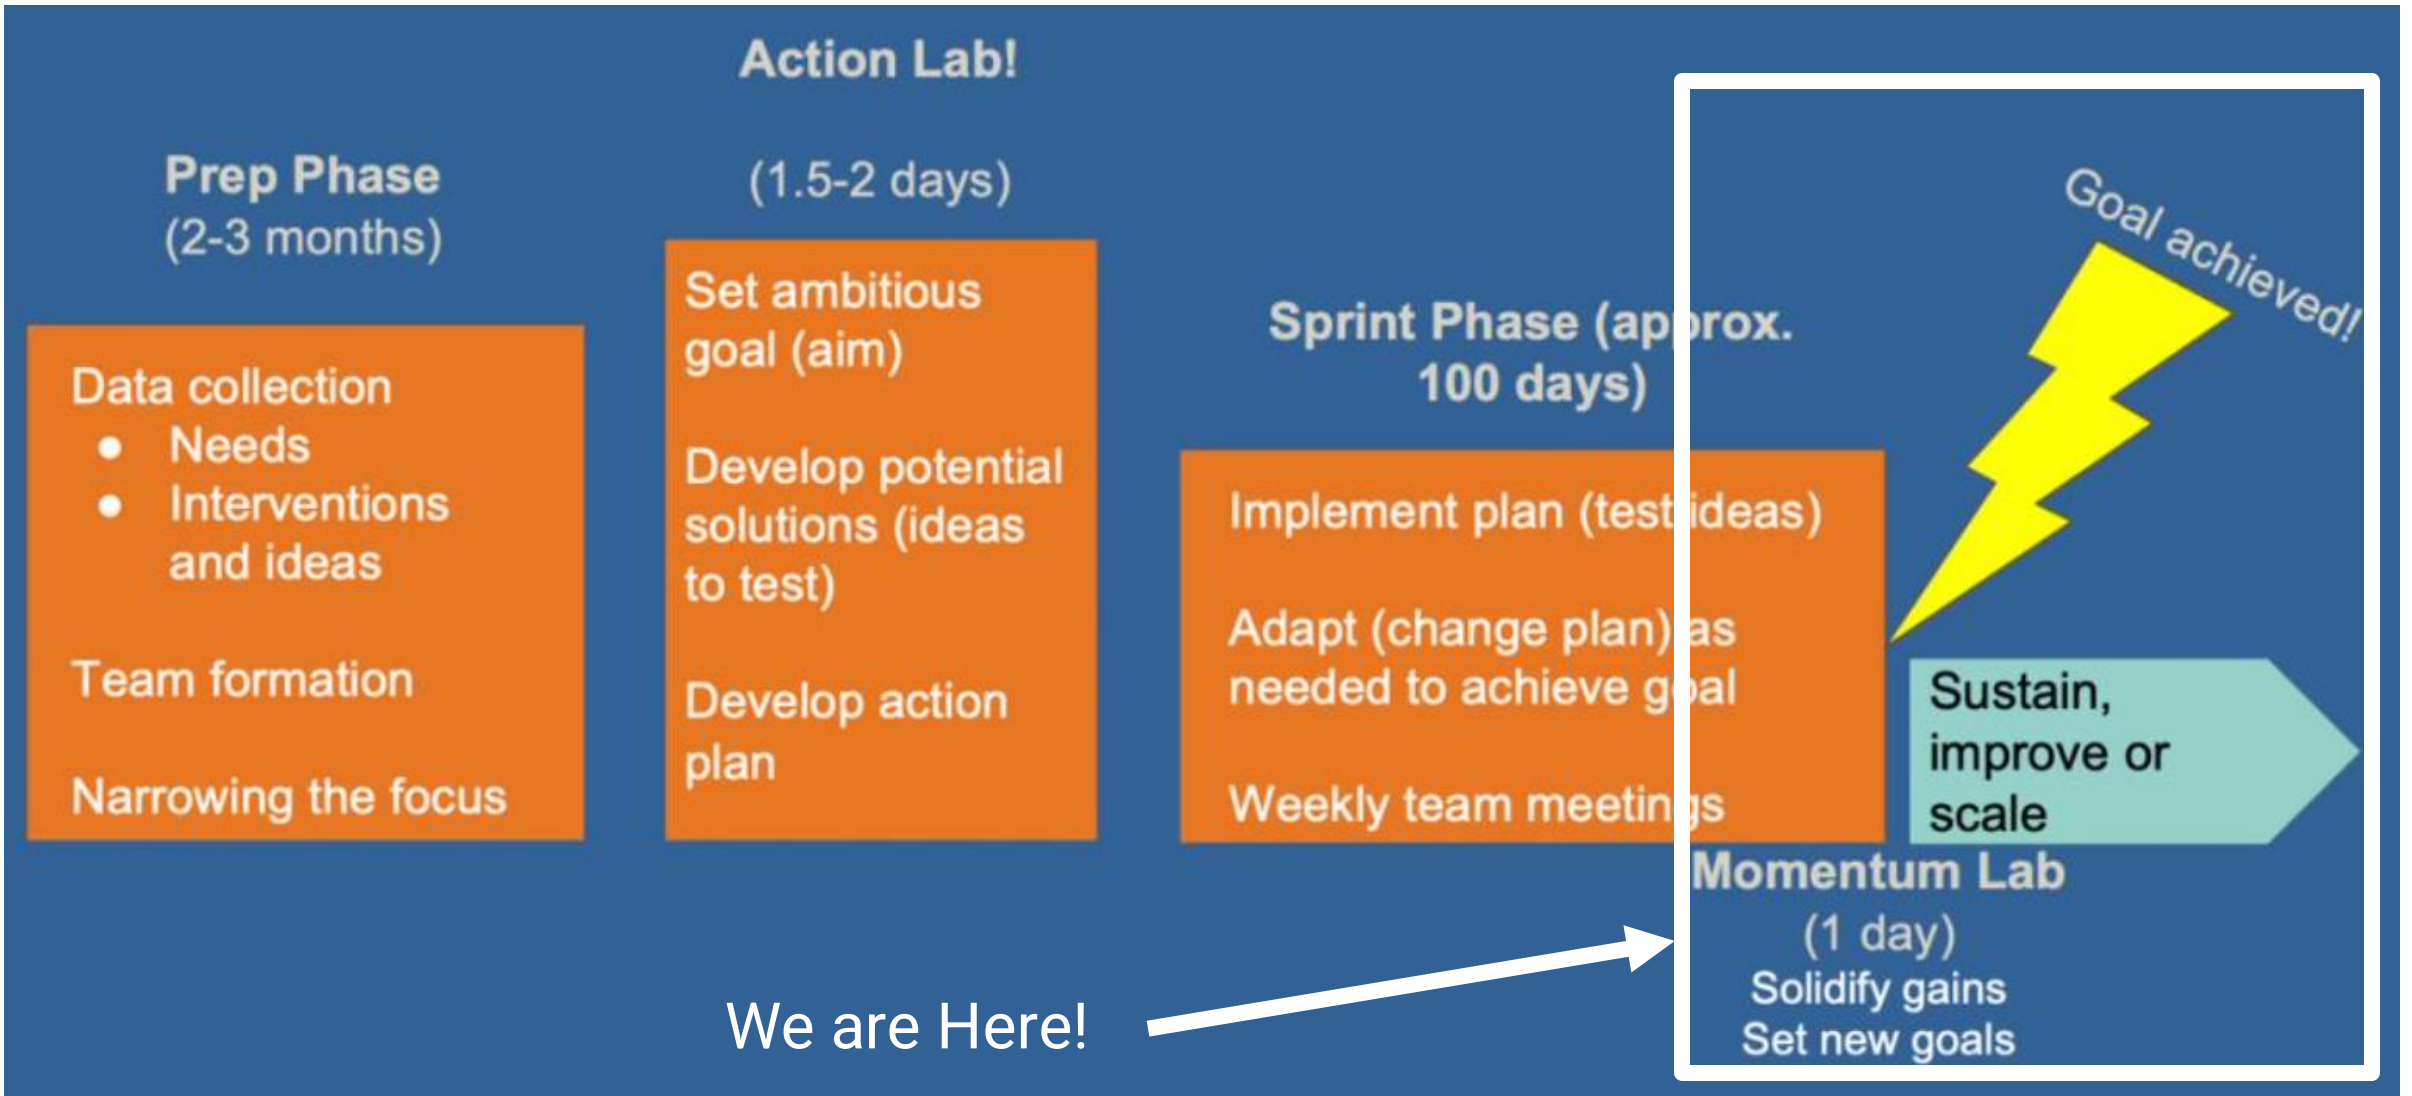 Prep Phase
(2-3 months)
Data collection
● Needs
● Interventions
and ideas
Team formation
Narrowing the focus
Action Lab!
(1.5-2 days)
Set ambitious
goal (aim)
Develop potential
solutions (ideas
to test)
Develop action
plan
Sprint Phase (approx.
100 days)
Implement plan (test ideas)
Adapt (change plan) as
needed to achieve goal
Weekly team meetings
Goal achieved!
Sustain,
improve or
scale
Momentum Lab
(1 day)
Solidify gains
Set new goals
We are Here!